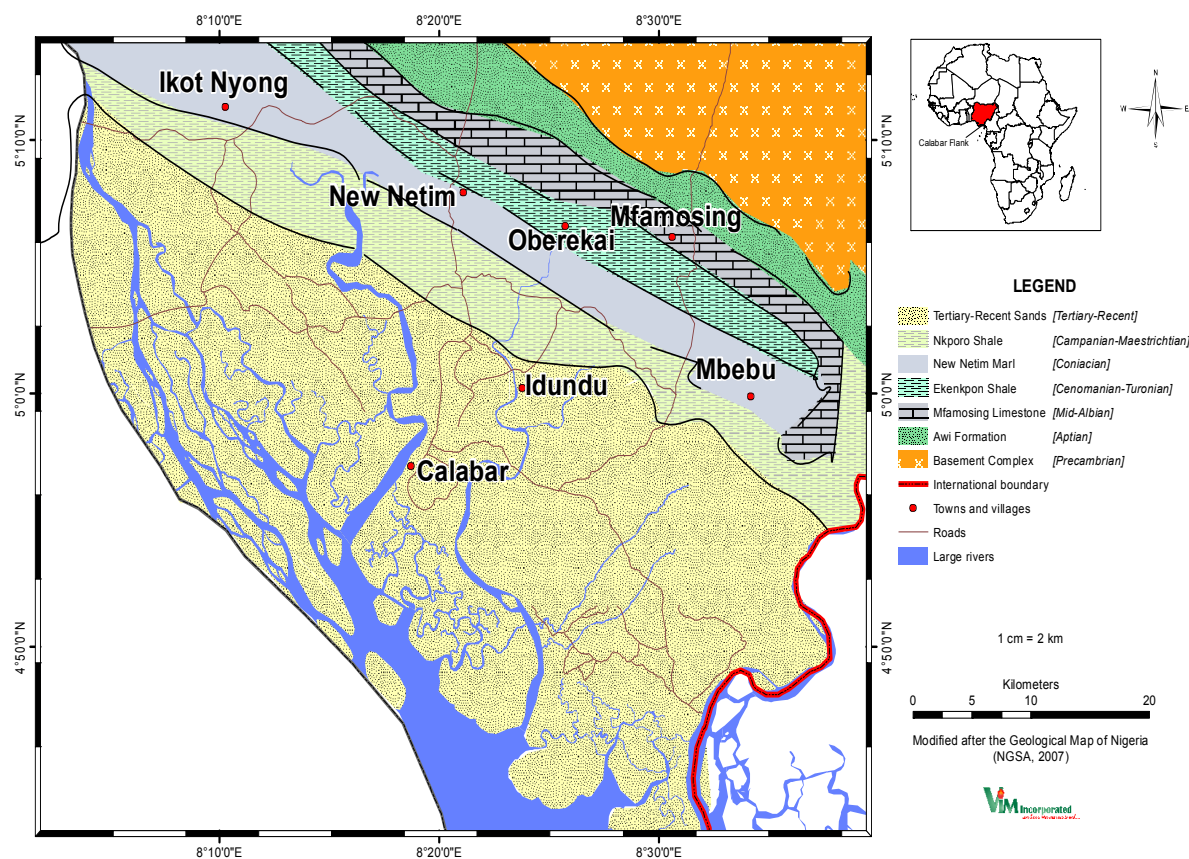 8°10'0"E
8°20'0"E
8°30'0"E
5°10'0"N
5°0'0"N
4°50'0"N
5°10'0"N
5°0'0"N
4°50'0"N
8°10'0"E
8°20'0"E
8°30'0"E
Ikot Nyong
New Netim
Mfamosing
Oberekai
Mbebu
Idundu
Calabar
Calabar Flank
N
W
E
S
LEGEND
Tertiary-Recent Sands [Tertiary-Recent]
Nkporo Shale [Campanian-Maestrichtian]
New Netim Marl [Coniacian]
Ekenkpon Shale [Cenomanian-Turonian]
Mfamosing Limestone [Mid-Albian]
Awi Formation [Aptian]
Basement Complex [Precambrian]
International boundary
Towns and villages
Roads
Large rivers
1 cm = 2 km
Kilometers
0 5 10 20
Modified after the Geological Map of Nigeria
(NGSA, 2007)
ViM Incorporated